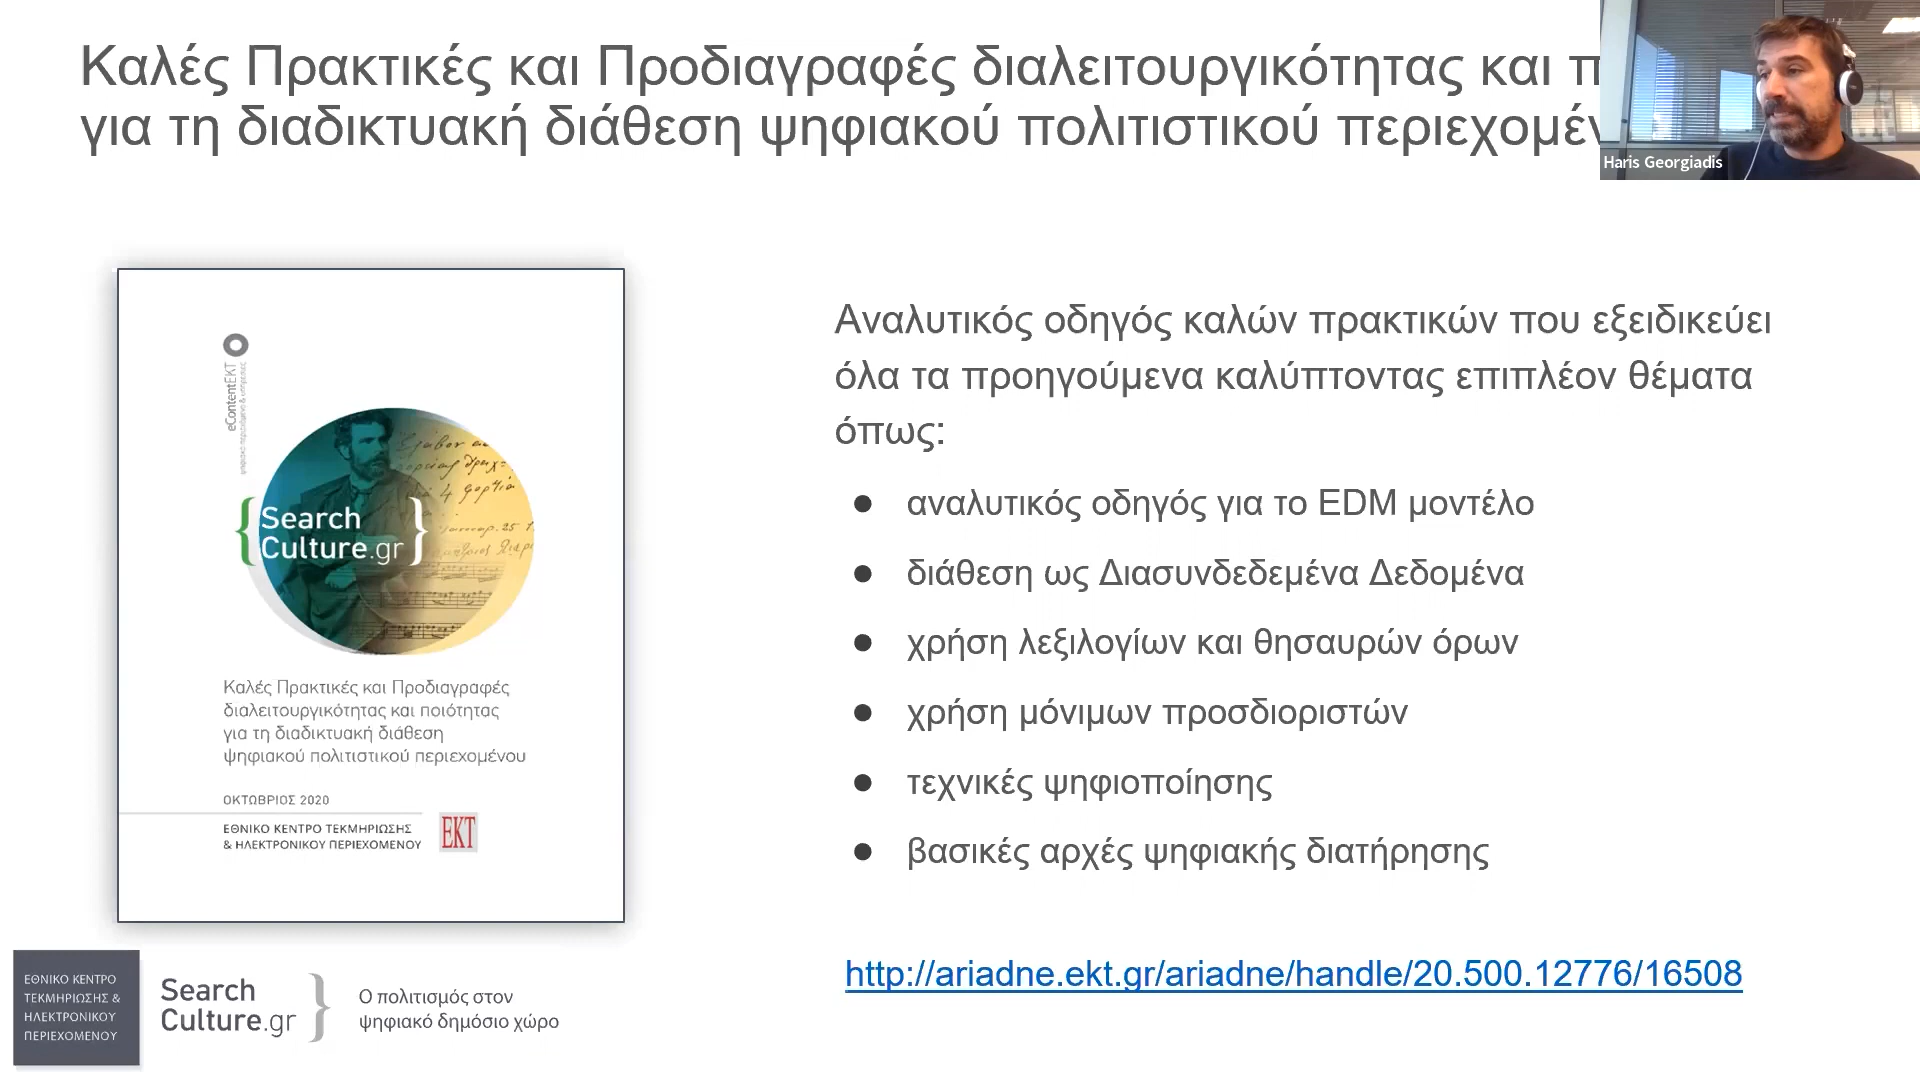 Καλές Πρακτικές και Προδιαγραφές διαλειτουργικότητας και
για τη διαδικτυακή διάθεση ψηφιακού πολιτιστικού
Haris Georgiadis
eContentEKT
Search
Culture.gr
Καλές Πρακτικές και Προδιαγραφές
διαλειτουργικότητας και ποιότητας
για τη διαδικτυακή διάθεση
ψηφιακού πολιτιστικού περιεχομένου
ΟΚΤΩΒΡΙΟΣ 2020
ΕΘΝΙΚΟ ΚΕΝΤΡΟ ΤΕΚΜΗΡΙΩΣΗΣ
& ΗΛΕΚΤΡΟΝΙΚΟΥ ΠΕΡΙΕΧΟΜΕΝΟΥ
ΕΚΤ
Αναλυτικός οδηγός καλών πρακτικών που εξειδικεύει
όλα τα προηγούμενα καλύπτοντας επιπλέον θέματα
όπως:
● αναλυτικός οδηγός για το EDM μοντέλο
● διάθεση ως Διασυνδεδεμένα Δεδομένα
● χρήση λεξιλογίων και θησαυρών όρων
● χρήση μόνιμων προσδιοριστών
● τεχνικές ψηφιοποίησης
● βασικές αρχές ψηφιακής διατήρησης
http://ariadne.ekt.gr/ariadne/handle/20.500.12776/16508
ΕΘΝΙΚΟ ΚΕΝΤΡΟ
ΤΕΚΜΗΡΙΩΣΗΣ &
ΗΛΕΚΤΡΟΝΙΚΟΥ
ΠΕΡΙΕΧΟΜΕΝΟΥ
Search
Culture.gr
Ο πολιτισμός στον
ψηφιακό δημόσιο χώρο